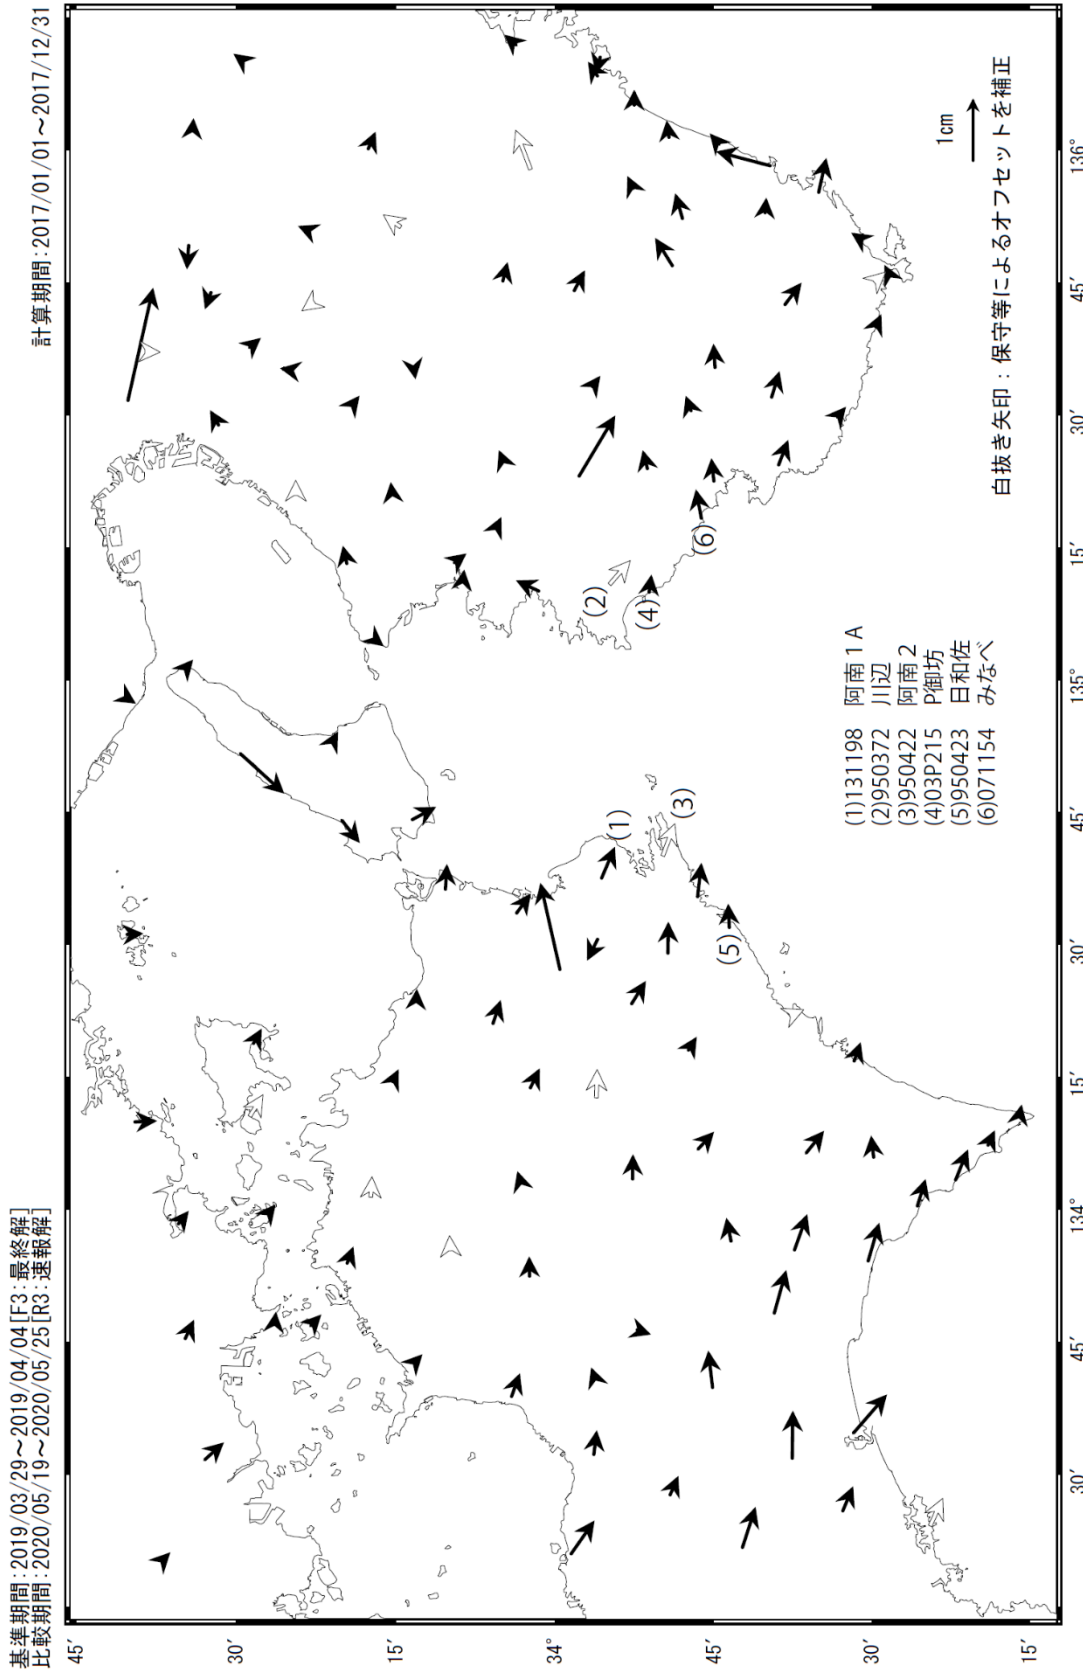 基準期間:2019/03/29～2019/04/04[F3:最終解]
比較期間:2020/05/19～2020/05/25[R3:速報解]
計算期間:2017/01/01～2017/12/31
45′
30′
15′
34°
45′
30′
15′
30′
45′
134°
15′
30′
45′
135°
15′
30′
45′
136°
(1)
(2)
(3)
(4)
(5)
(6)
(1)131198 阿南1A
(2)950372 川辺
(3)950422 阿南2
(4)03P215 P御坊
(5)950423 日和佐
(6)071154 みなべ
1cm
白抜き矢印:保守等によるオフセットを補正